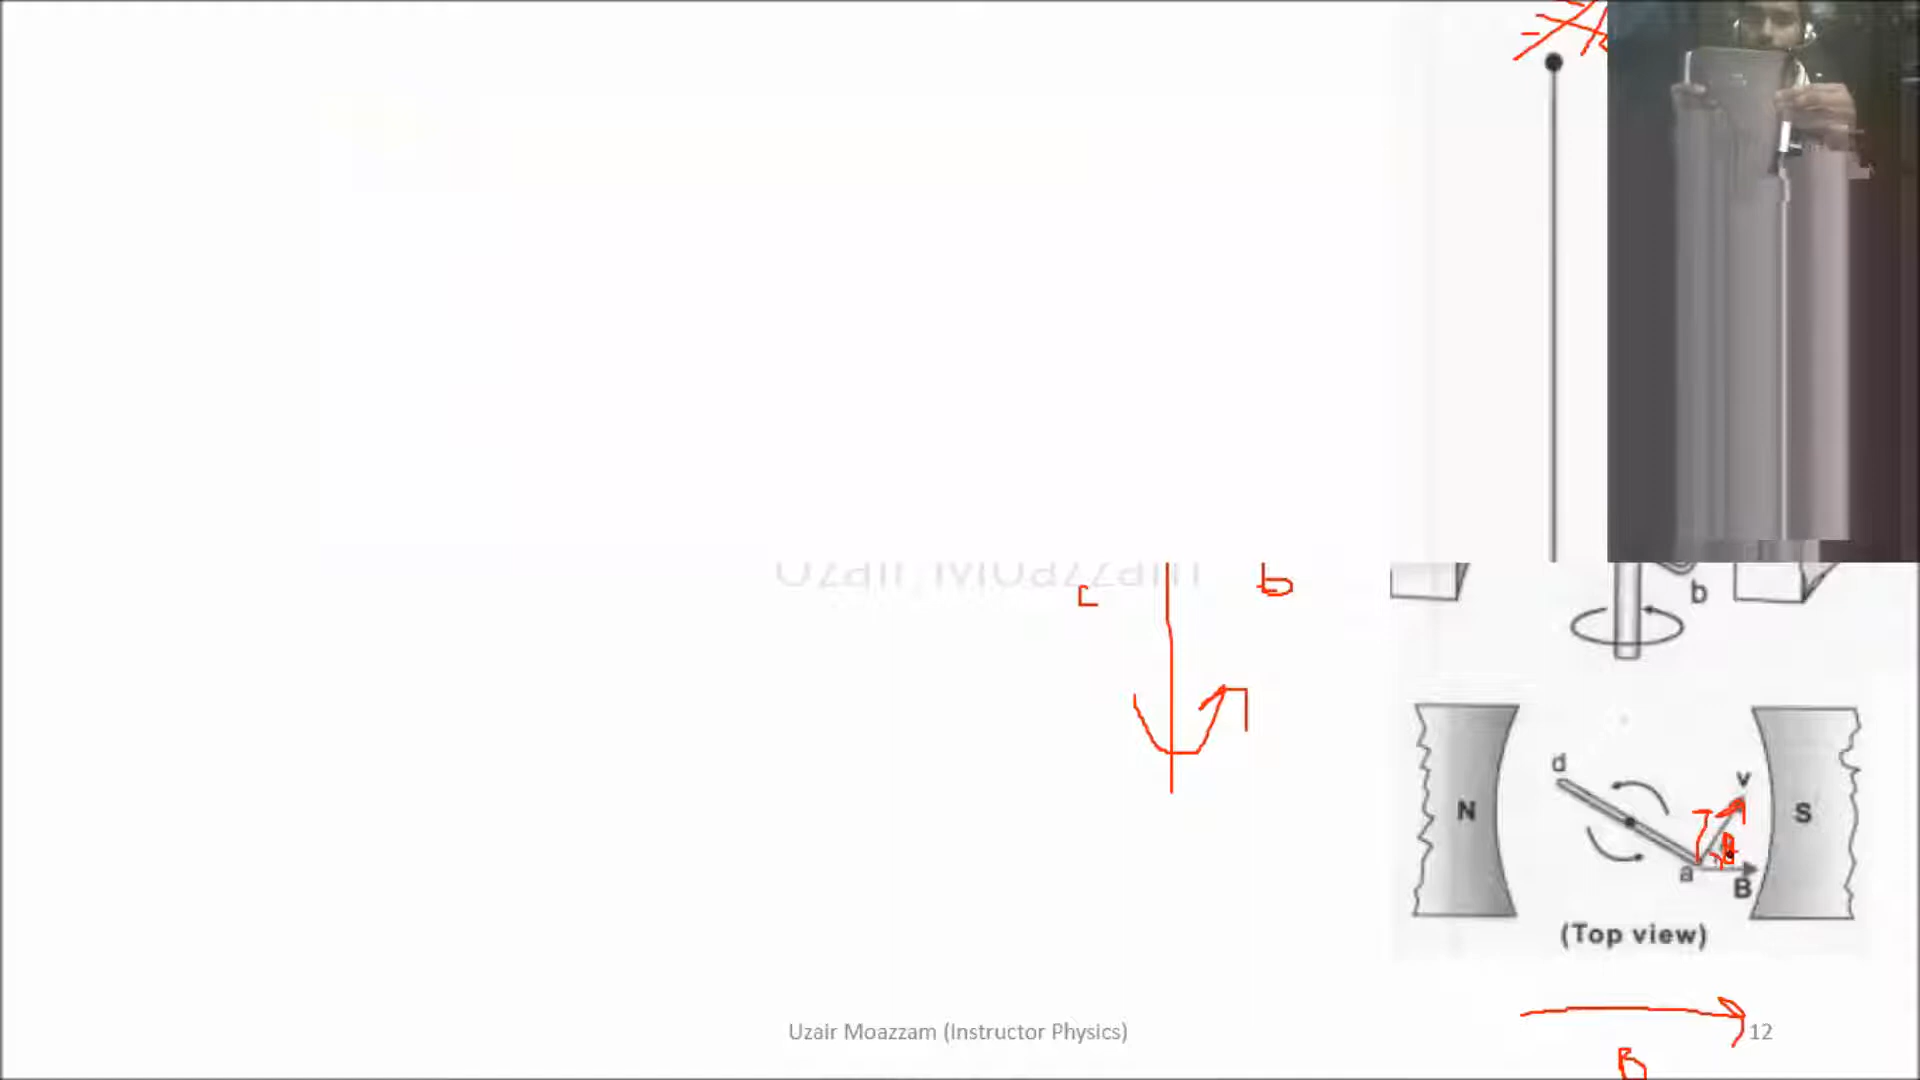 c
b
b
d
v
N
S
θ
a
B
(Top view)
Uzair Moazzam (Instructor Physics)
12
B